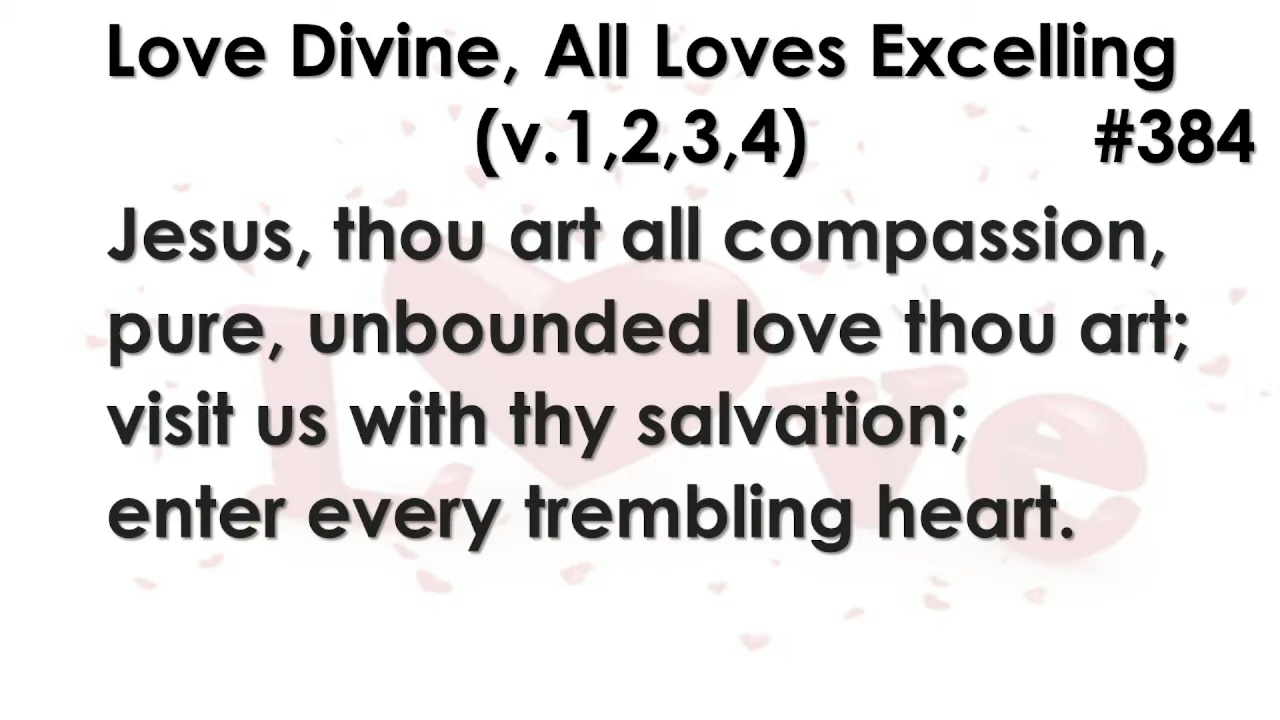 Love Divine, All Loves Excelling
(v.1,2,3,4) #384
Jesus, thou art all compassion,
pure, unbounded love thou art;
visit us with thy salvation;
enter every trembling heart.
Love